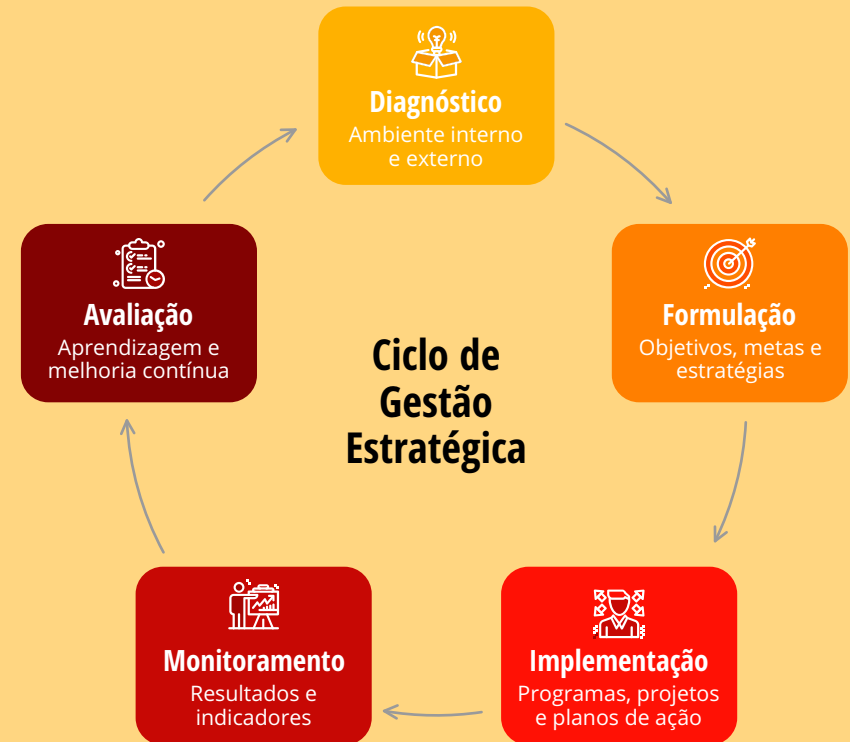 Diagnóstico
Ambiente interno
e externo
Formulação
Objetivos, metas e
estratégias
Implementação
Programas, projetos
e planos de ação
Monitoramento
Resultados e
indicadores
Avaliação
Aprendizagem e
melhoria contínua
Ciclo de
Gestão
Estratégica